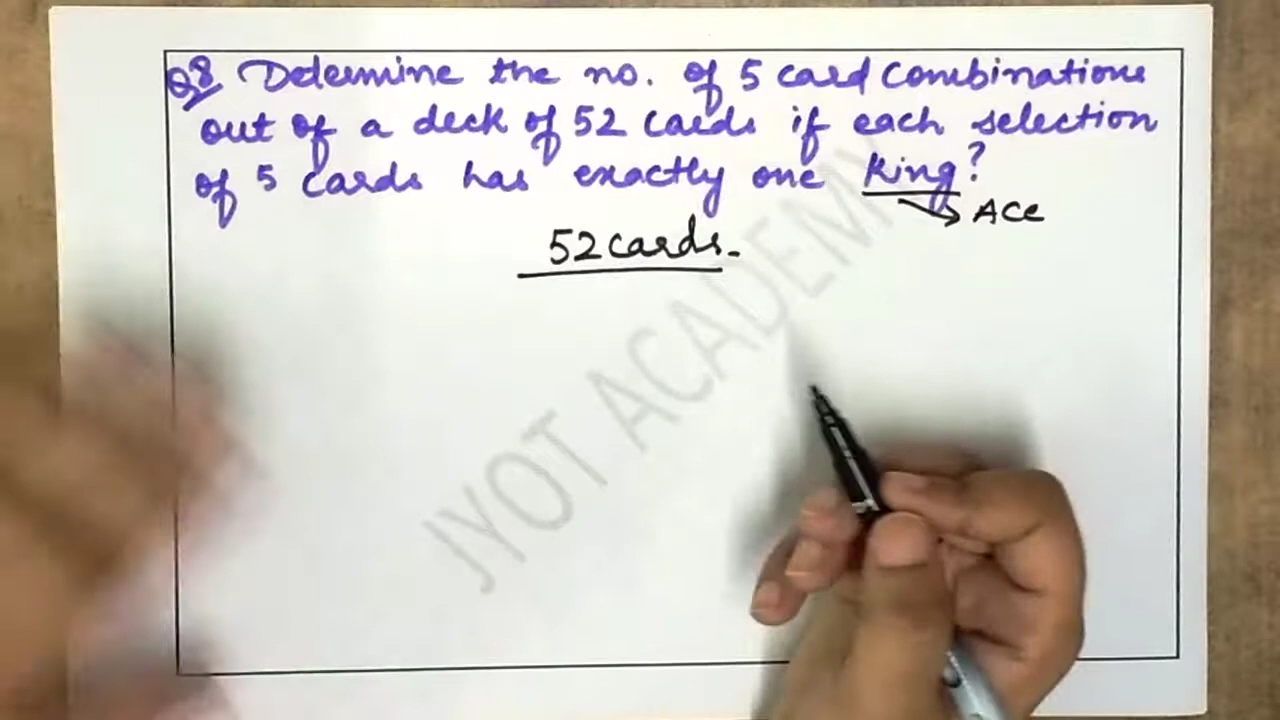 Q8 Determine the no. of 5 card combinations
out of a deck of 52 cards if each selection
of 5 cards has exactly one king?
→ Ace
52 cards.
JYOT ACADEMY